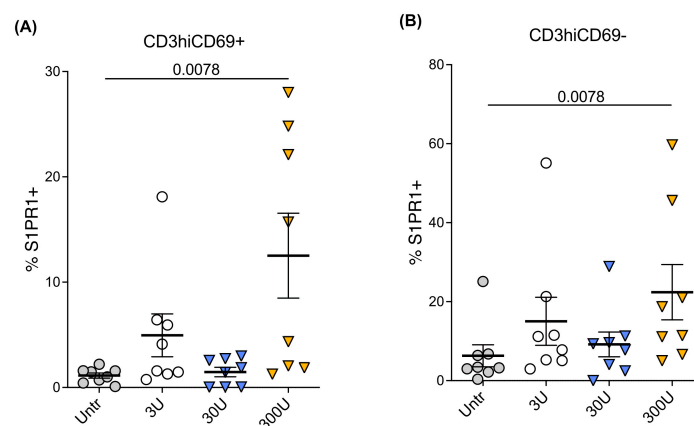 (A)
CD3hiCD69+
0.0078
% S1PR1+
30
20
10
0
Untr
3U
30U
300U
(B)
CD3hiCD69-
0.0078
% S1PR1+
80
60
40
20
0
Untr
3U
30U
300U